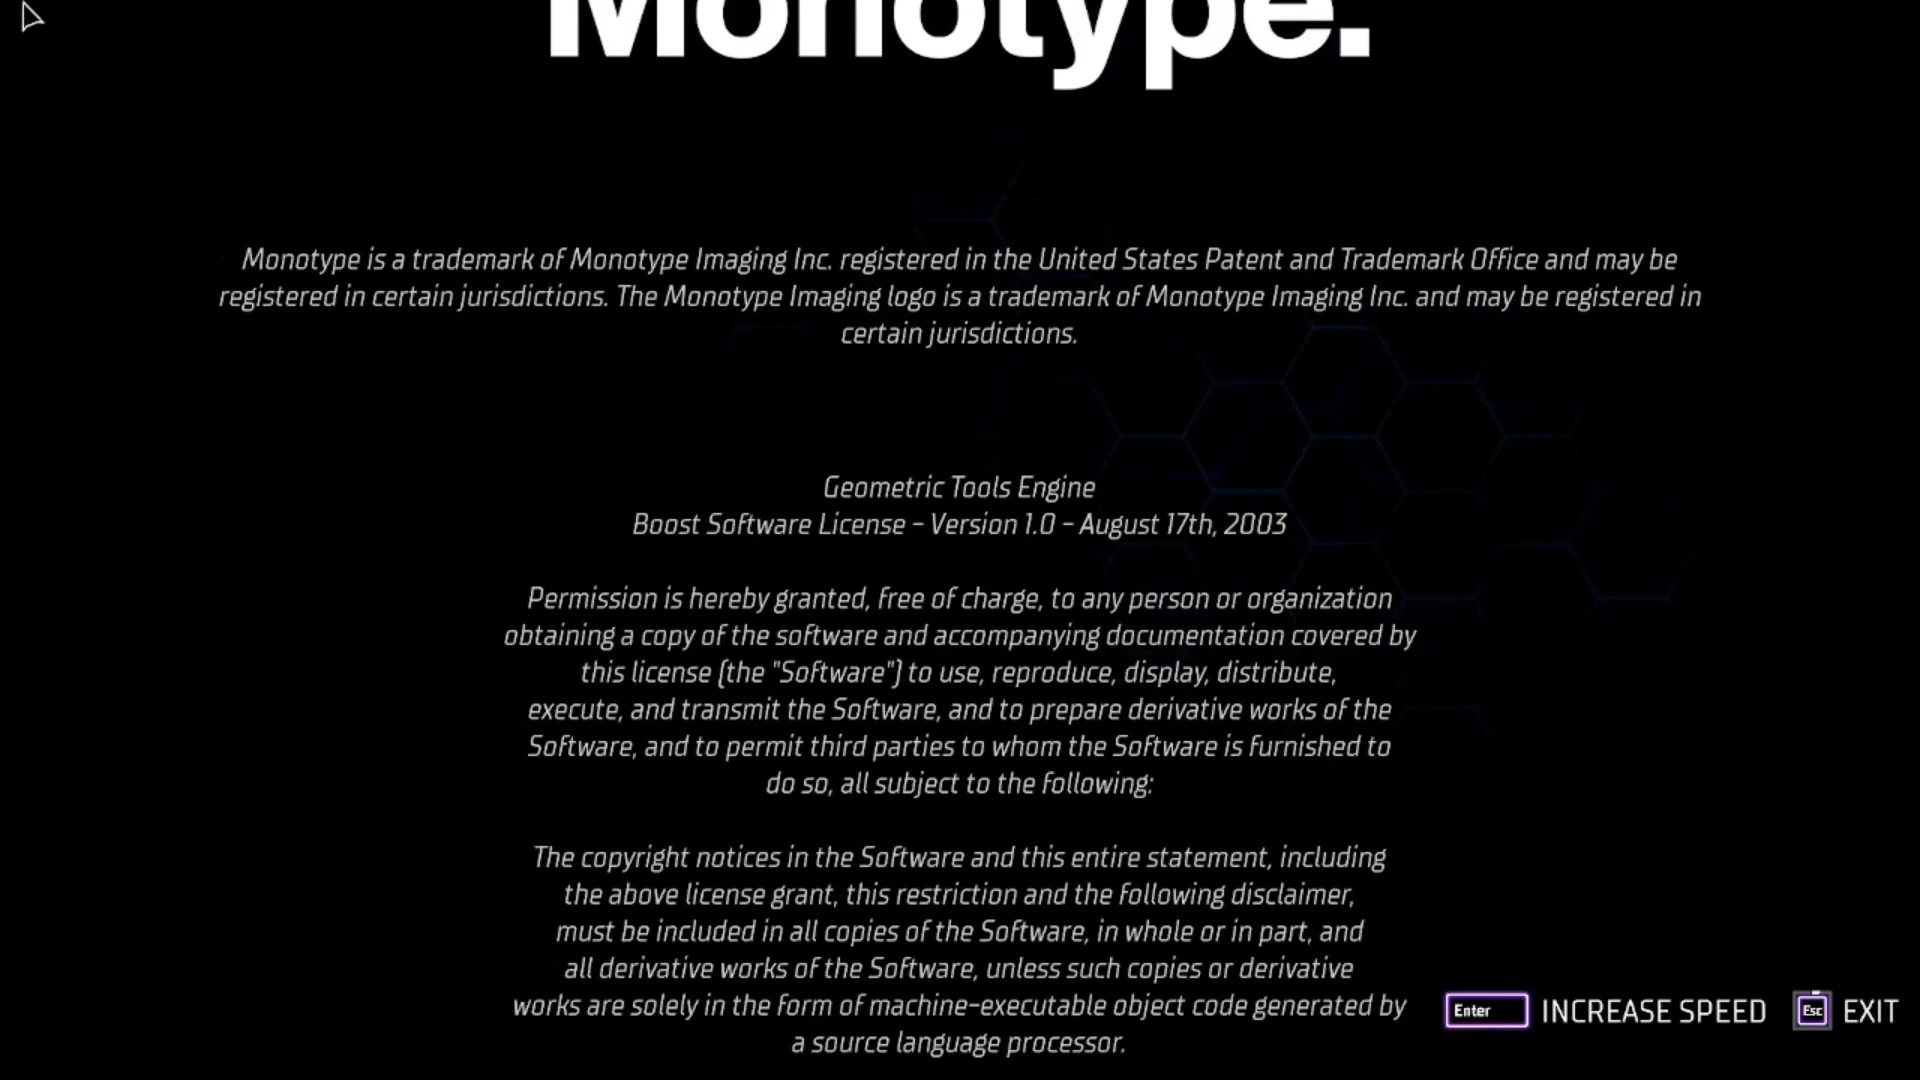 Monotype.
Monotype is a trademark of Monotype Imaging Inc. registered in the United States Patent and Trademark Office and may be
registered in certain jurisdictions. The Monotype Imaging logo is a trademark of Monotype Imaging Inc. and may be registered in
certain jurisdictions.
Geometric Tools Engine
Boost Software License - Version 1.0 - August 17th, 2003
Permission is hereby granted, free of charge, to any person or organization
obtaining a copy of the software and accompanying documentation covered by
this license (the "Software") to use, reproduce, display, distribute,
execute, and transmit the Software, and to prepare derivative works of the
Software, and to permit third parties to whom the Software is furnished to
do so, all subject to the following:
The copyright notices in the Software and this entire statement, including
the above license grant, this restriction and the following disclaimer,
must be included in all copies of the Software, in whole or in part, and
all derivative works of the Software, unless such copies or derivative
works are solely in the form of machine-executable object code generated by
a source language processor.
Enter INCREASE SPEED Esc EXIT